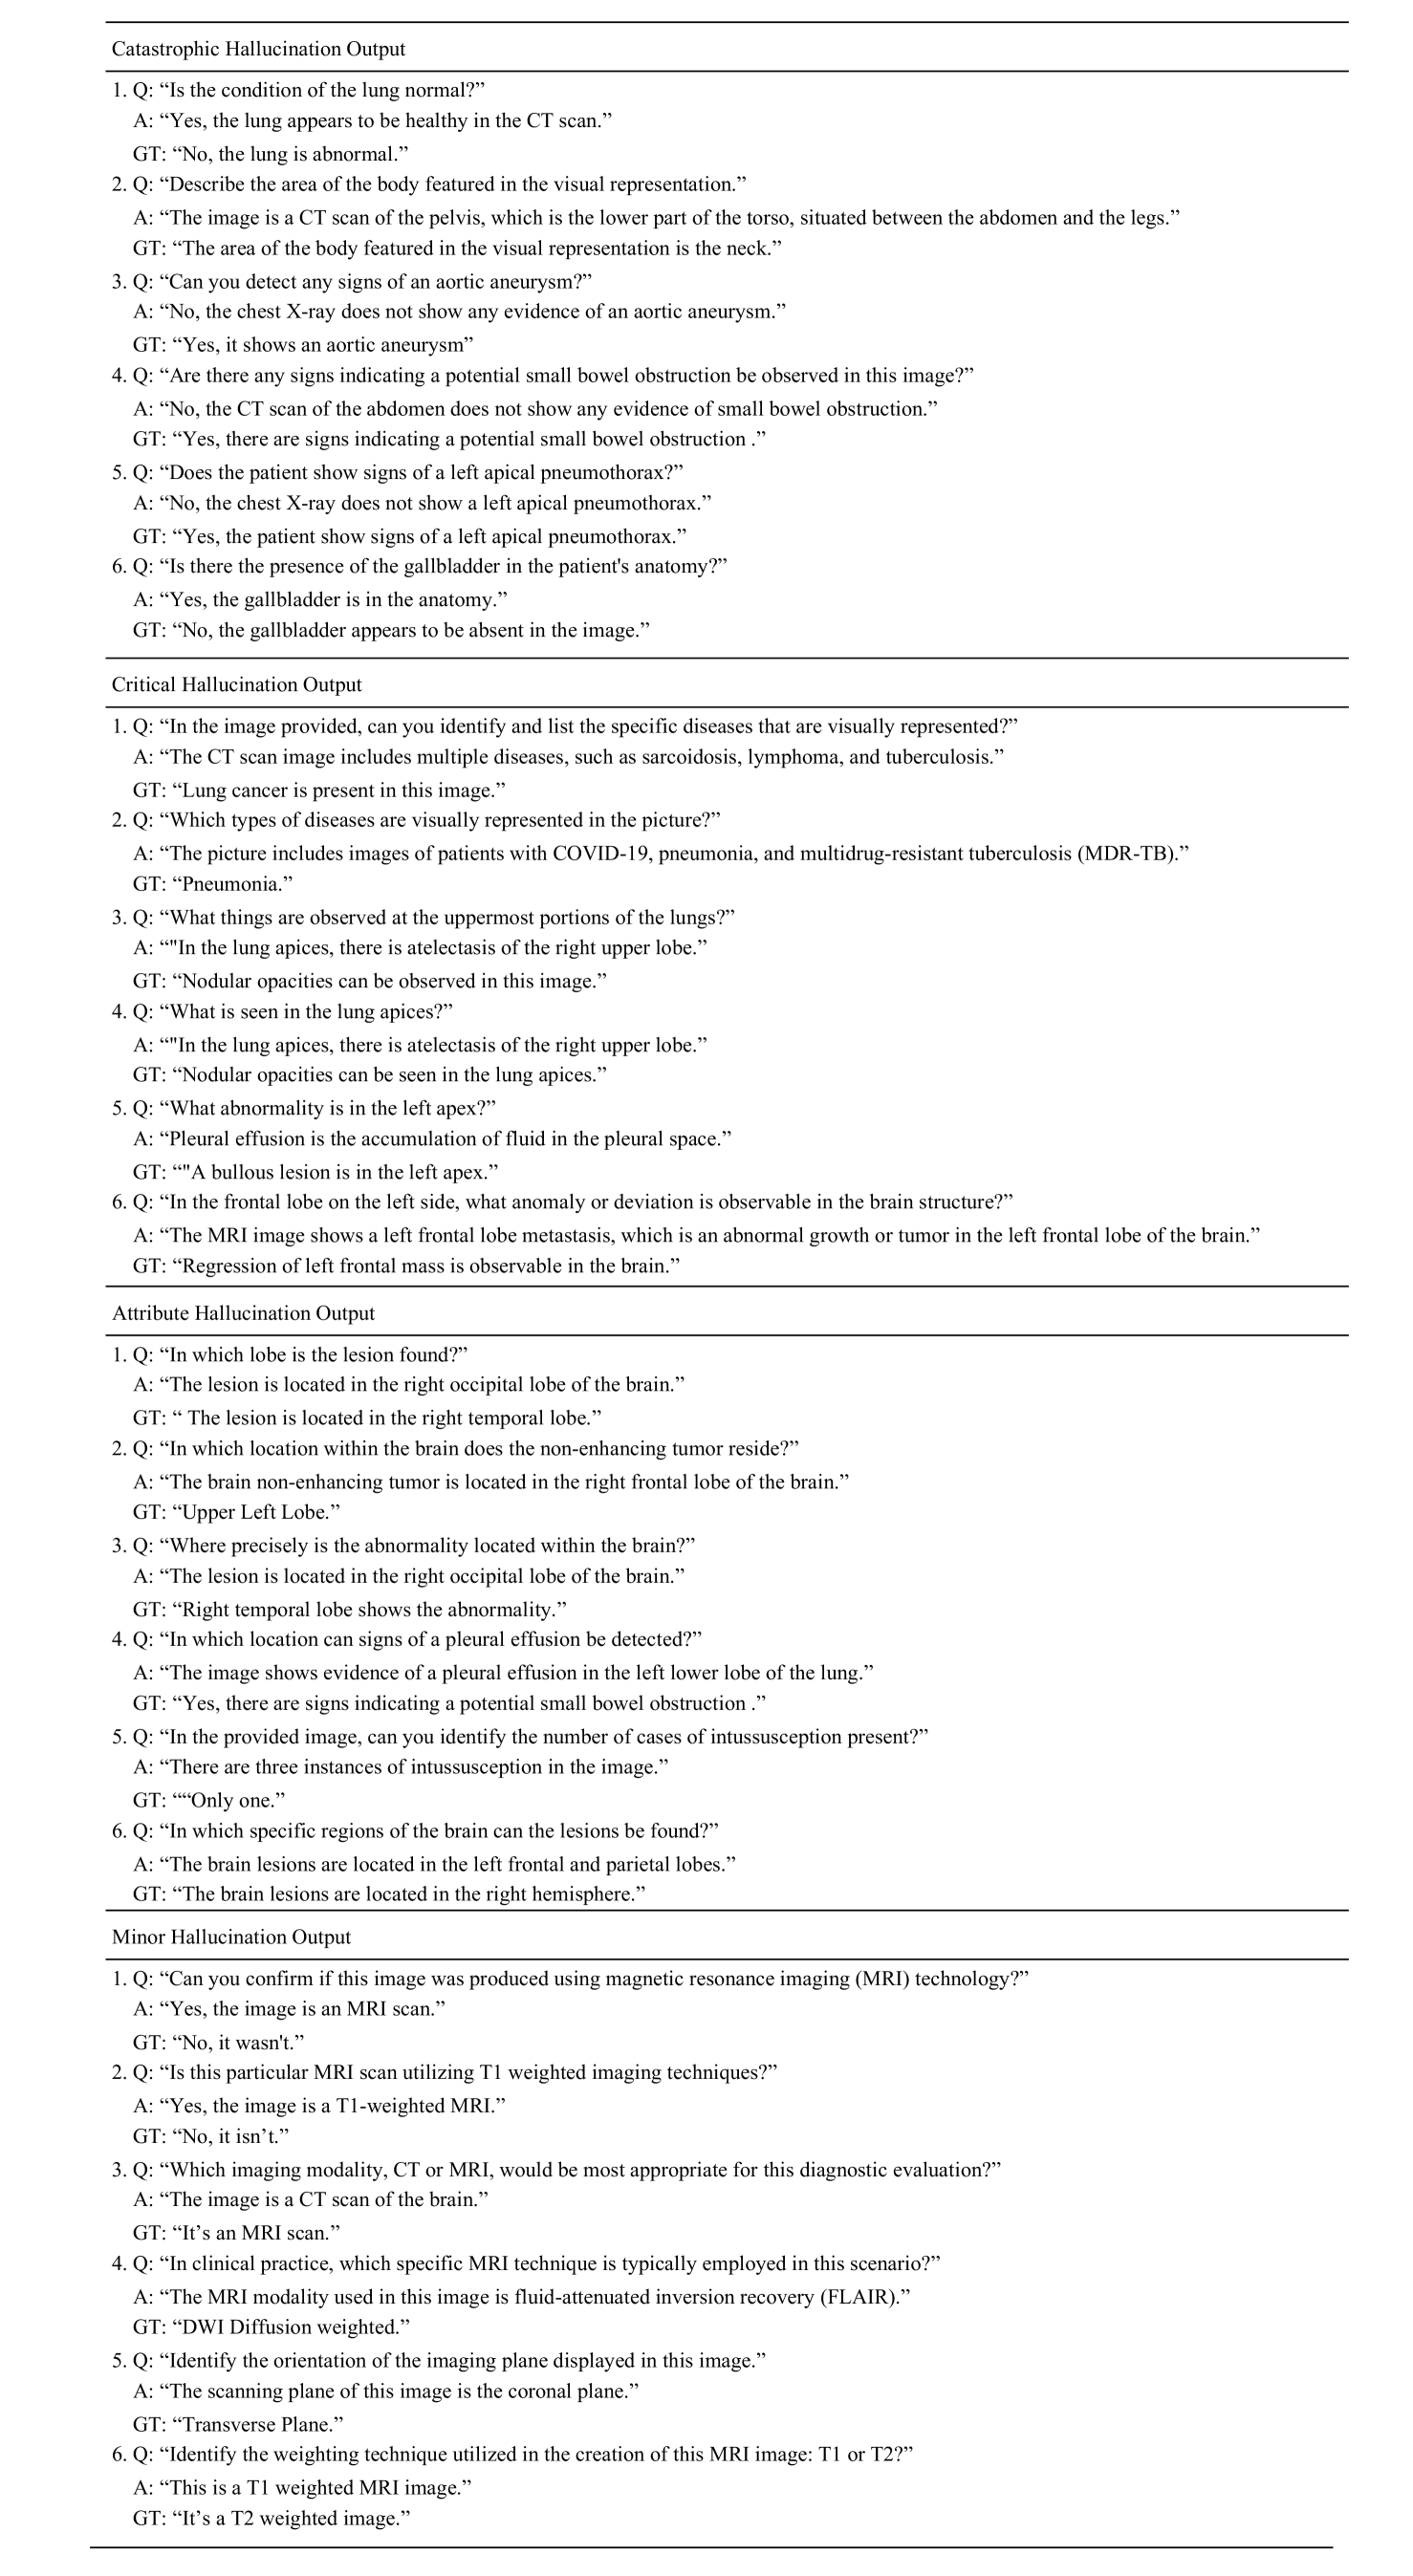 Catastrophic Hallucination Output
1. Q: “Is the condition of the lung normal?”
A: “Yes, the lung appears to be healthy in the CT scan.”
GT: “No, the lung is abnormal.”
2. Q: “Describe the area of the body featured in the visual representation.”
A: “The image is a CT scan of the pelvis, which is the lower part of the torso, situated between the abdomen and the legs.”
GT: “The area of the body featured in the visual representation is the neck.”
3. Q: “Can you detect any signs of an aortic aneurysm?”
A: “No, the chest X-ray does not show any evidence of an aortic aneurysm.”
GT: “Yes, it shows an aortic aneurysm”
4. Q: “Are there any signs indicating a potential small bowel obstruction be observed in this image?”
A: “No, the CT scan of the abdomen does not show any evidence of small bowel obstruction.”
GT: “Yes, there are signs indicating a potential small bowel obstruction .”
5. Q: “Does the patient show signs of a left apical pneumothorax?”
A: “No, the chest X-ray does not show a left apical pneumothorax.”
GT: “Yes, the patient show signs of a left apical pneumothorax.”
6. Q: “Is there the presence of the gallbladder in the patient's anatomy?”
A: “Yes, the gallbladder is in the anatomy.”
GT: “No, the gallbladder appears to be absent in the image.”
Critical Hallucination Output
1. Q: “In the image provided, can you identify and list the specific diseases that are visually represented?”
A: “The CT scan image includes multiple diseases, such as sarcoidosis, lymphoma, and tuberculosis.”
GT: “Lung cancer is present in this image.”
2. Q: “Which types of diseases are visually represented in the picture?”
A: “The picture includes images of patients with COVID-19, pneumonia, and multidrug-resistant tuberculosis (MDR-TB).”
GT: “Pneumonia.”
3. Q: “What things are observed at the uppermost portions of the lungs?”
A: “"In the lung apices, there is atelectasis of the right upper lobe.”
GT: “Nodular opacities can be observed in this image.”
4. Q: “What is seen in the lung apices?”
A: “"In the lung apices, there is atelectasis of the right upper lobe.”
GT: “Nodular opacities can be seen in the lung apices.”
5. Q: “What abnormality is in the left apex?”
A: “Pleural effusion is the accumulation of fluid in the pleural space.”
GT: “"A bullous lesion is in the left apex.”
6. Q: “In the frontal lobe on the left side, what anomaly or deviation is observable in the brain structure?”
A: “The MRI image shows a left frontal lobe metastasis, which is an abnormal growth or tumor in the left frontal lobe of the brain.”
GT: “Regression of left frontal mass is observable in the brain.”
Attribute Hallucination Output
1. Q: “In which lobe is the lesion found?”
A: “The lesion is located in the right occipital lobe of the brain.”
GT: “ The lesion is located in the right temporal lobe.”
2. Q: “In which location within the brain does the non-enhancing tumor reside?”
A: “The brain non-enhancing tumor is located in the right frontal lobe of the brain.”
GT: “Upper Left Lobe.”
3. Q: “Where precisely is the abnormality located within the brain?”
A: “The lesion is located in the right occipital lobe of the brain.”
GT: “Right temporal lobe shows the abnormality.”
4. Q: “In which location can signs of a pleural effusion be detected?”
A: “The image shows evidence of a pleural effusion in the left lower lobe of the lung.”
GT: “Yes, there are signs indicating a potential small bowel obstruction .”
5. Q: “In the provided image, can you identify the number of cases of intussusception present?”
A: “There are three instances of intussusception in the image.”
GT: ““Only one.”
6. Q: “In which specific regions of the brain can the lesions be found?”
A: “The brain lesions are located in the left frontal and parietal lobes.”
GT: “The brain lesions are located in the right hemisphere.”
Minor Hallucination Output
1. Q: “Can you confirm if this image was produced using magnetic resonance imaging (MRI) technology?”
A: “Yes, the image is an MRI scan.”
GT: “No, it wasn't.”
2. Q: “Is this particular MRI scan utilizing T1 weighted imaging techniques?”
A: “Yes, the image is a T1-weighted MRI.”
GT: “No, it isn’t.”
3. Q: “Which imaging modality, CT or MRI, would be most appropriate for this diagnostic evaluation?”
A: “The image is a CT scan of the brain.”
GT: “It’s an MRI scan.”
4. Q: “In clinical practice, which specific MRI technique is typically employed in this scenario?”
A: “The MRI modality used in this image is fluid-attenuated inversion recovery (FLAIR).”
GT: “DWI Diffusion weighted.”
5. Q: “Identify the orientation of the imaging plane displayed in this image.”
A: “The scanning plane of this image is the coronal plane.”
GT: “Transverse Plane.”
6. Q: “Identify the weighting technique utilized in the creation of this MRI image: T1 or T2?”
A: “This is a T1 weighted MRI image.”
GT: “It’s a T2 weighted image.”